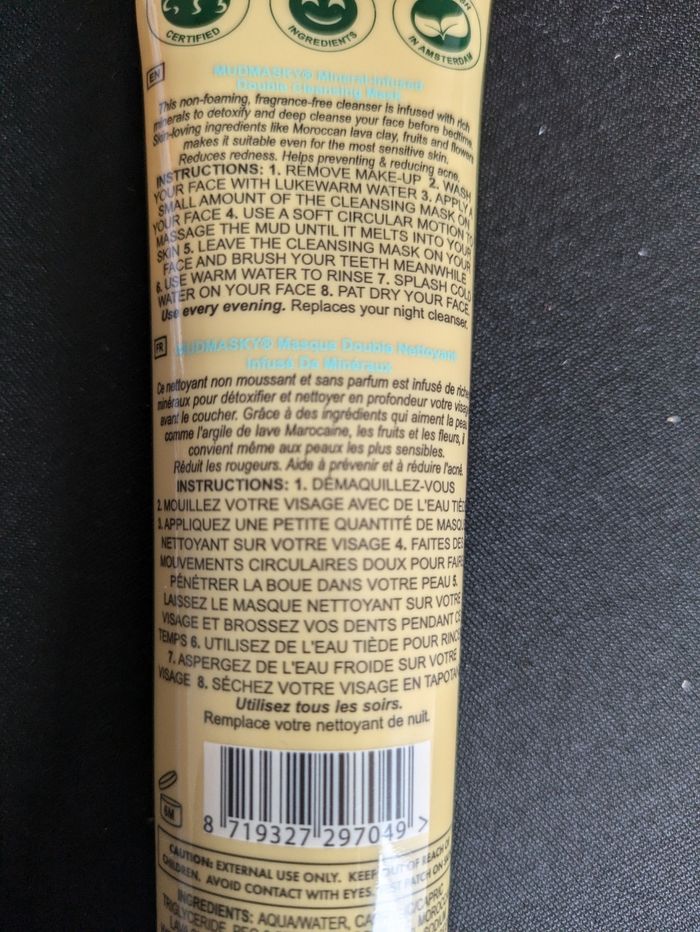 CERTIFIED
INGREDIENTS
IN AMSTERDAM
EN
MUDMASKY® Mineral-Infused
Double Cleansing Mask
This non-foaming, fragrance-free cleanser is infused with rich
minerals to detoxify and deep cleanse your face before bedtime.
Skin-loving ingredients like Moroccan lava clay, fruits and flowers
makes it suitable even for the most sensitive skin.
Reduces redness. Helps preventing & reducing acne.
INSTRUCTIONS: 1. REMOVE MAKE-UP 2. WASH
YOUR FACE WITH LUKEWARM WATER 3. APPLY A
SMALL AMOUNT OF THE CLEANSING MASK ON
YOUR FACE 4. USE A SOFT CIRCULAR MOTION TO
MASSAGE THE MUD UNTIL IT MELTS INTO YOUR
SKIN 5. LEAVE THE CLEANSING MASK ON YOUR
FACE AND BRUSH YOUR TEETH MEANWHILE
6. USE WARM WATER TO RINSE 7. SPLASH COLD
WATER ON YOUR FACE 8. PAT DRY YOUR FACE.
Use every evening. Replaces your night cleanser.
FR
MUDMASKY® Masque Double Nettoyant
Infusé De Minéraux
Ce nettoyant non moussant et sans parfum est infusé de riches
minéraux pour détoxifier et nettoyer en profondeur votre visage
avant le coucher. Grâce à des ingrédients qui aiment la peau
comme l'argile de lave Marocaine, les fruits et les fleurs, il
convient même aux peaux les plus sensibles.
Réduit les rougeurs. Aide à prévenir et à réduire l'acné.
INSTRUCTIONS: 1. DÉMAQUILLEZ-VOUS
2. MOUILLEZ VOTRE VISAGE AVEC DE L'EAU TIÈDE
3. APPLIQUEZ UNE PETITE QUANTITÉ DE MASQUE
NETTOYANT SUR VOTRE VISAGE 4. FAITES DES
MOUVEMENTS CIRCULAIRES DOUX POUR FAIRE
PÉNÉTRER LA BOUE DANS VOTRE PEAU 5.
LAISSEZ LE MASQUE NETTOYANT SUR VOTRE
VISAGE ET BROSSEZ VOS DENTS PENDANT CE
TEMPS 6. UTILISEZ DE L'EAU TIÈDE POUR RINCER
7. ASPERGEZ DE L'EAU FROIDE SUR VOTRE
VISAGE 8. SÉCHEZ VOTRE VISAGE EN TAPOTANT
Utilisez tous les soirs.
Remplace votre nettoyant de nuit.
6M
8 719327 297049 >
CAUTION: EXTERNAL USE ONLY. KEEP OUT OF REACH OF
CHILDREN, AVOID CONTACT WITH EYES. TEST PATCH ON
INGREDIENTS: AQUA/WATER,
TRIGLYCERIDE,